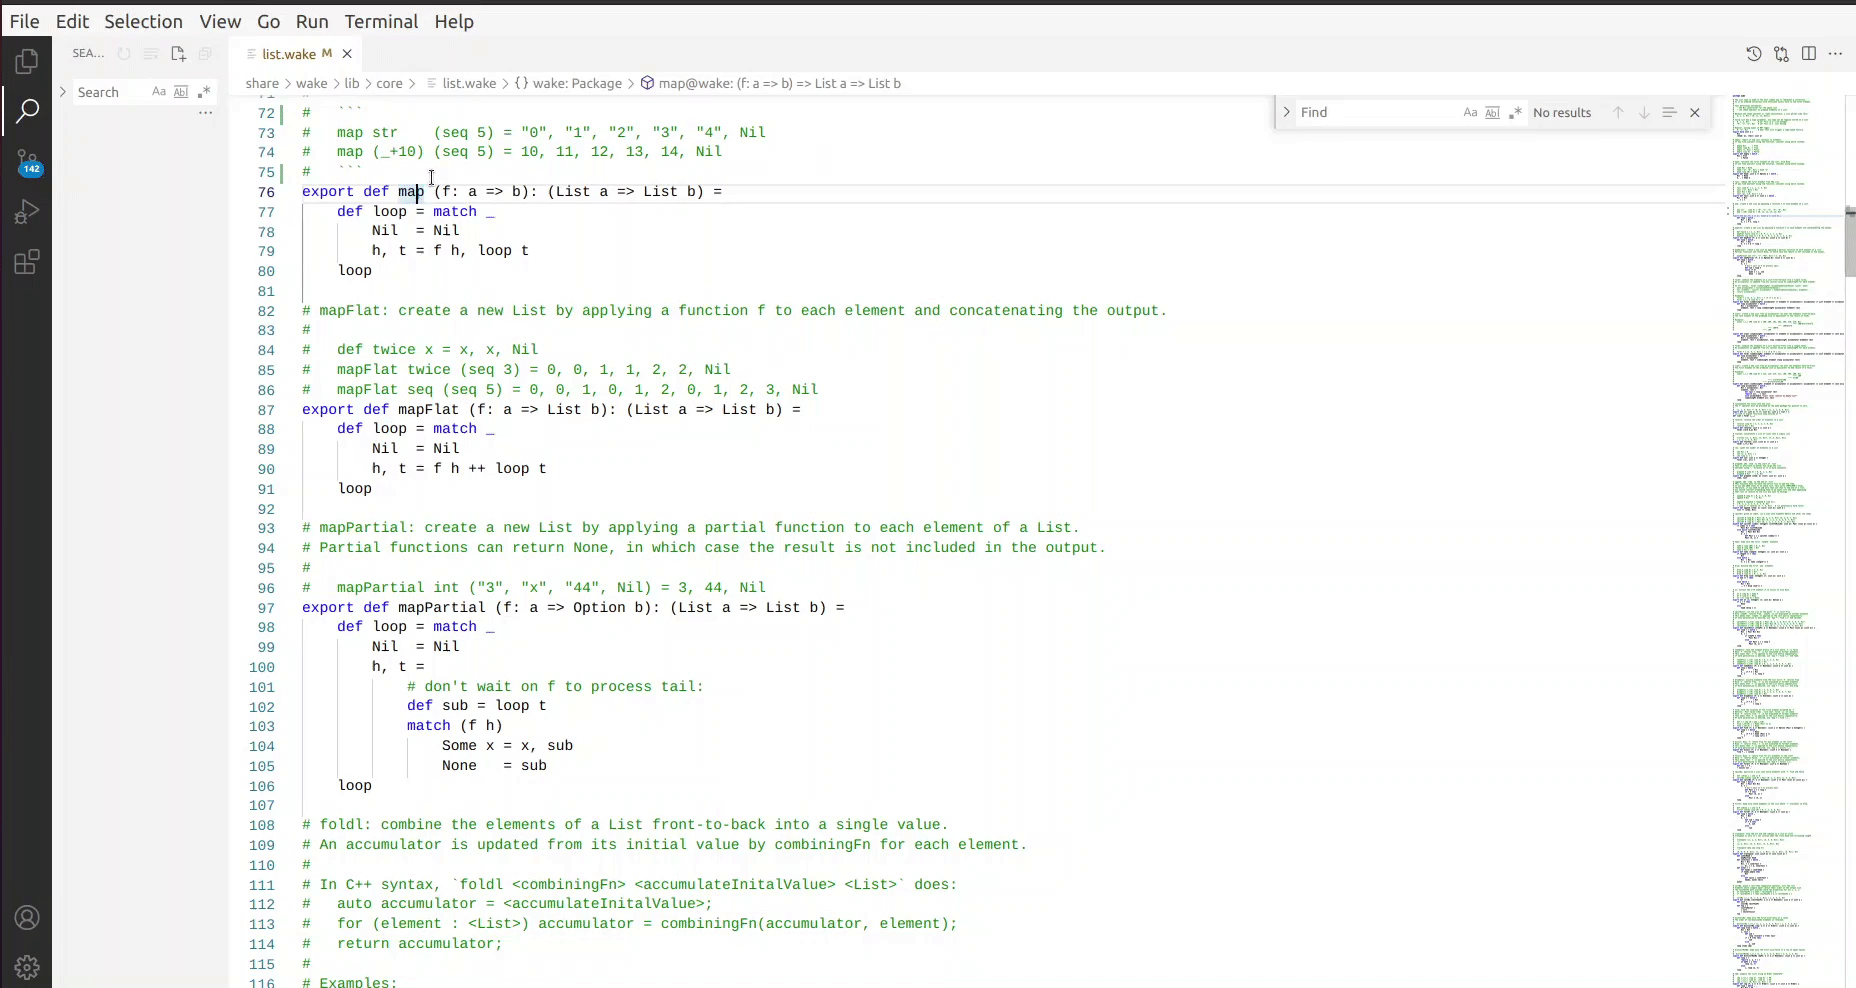 File Edit Selection View Go Run Terminal Help
SEA...
list.wake M
share > wake > lib > core > list.wake > {} wake: Package > map@wake: (f: a => b) => List a => List b
Search Aa Ab .*
...
Find Aa Ab .* No results
142
72 #   ```
73 #   map str    (seq 5) = "0", "1", "2", "3", "4", Nil
74 #   map (_+10) (seq 5) = 10, 11, 12, 13, 14, Nil
75 #   ```
76 export def map (f: a => b): (List a => List b) =
77     def loop = match _
78         Nil  = Nil
79         h, t = f h, loop t
80     loop
81
82 # mapFlat: create a new List by applying a function f to each element and concatenating the output.
83 #
84 #   def twice x = x, x, Nil
85 #   mapFlat twice (seq 3) = 0, 0, 1, 1, 2, 2, Nil
86 #   mapFlat seq (seq 5) = 0, 0, 1, 0, 1, 2, 0, 1, 2, 3, Nil
87 export def mapFlat (f: a => List b): (List a => List b) =
88     def loop = match _
89         Nil  = Nil
90         h, t = f h ++ loop t
91     loop
92
93 # mapPartial: create a new List by applying a partial function to each element of a List.
94 # Partial functions can return None, in which case the result is not included in the output.
95 #
96 #   mapPartial int ("3", "x", "44", Nil) = 3, 44, Nil
97 export def mapPartial (f: a => Option b): (List a => List b) =
98     def loop = match _
99         Nil  = Nil
100         h, t =
101             # don't wait on f to process tail:
102             def sub = loop t
103             match (f h)
104                 Some x = x, sub
105                 None   = sub
106     loop
107
108 # foldl: combine the elements of a List front-to-back into a single value.
109 # An accumulator is updated from its initial value by combiningFn for each element.
110 #
111 # In C++ syntax, `foldl <combiningFn> <accumulateInitalValue> <List>` does:
112 #   auto accumulator = <accumulateInitalValue>;
113 #   for (element : <List>) accumulator = combiningFn(accumulator, element);
114 #   return accumulator;
115 #
116 # Examples: